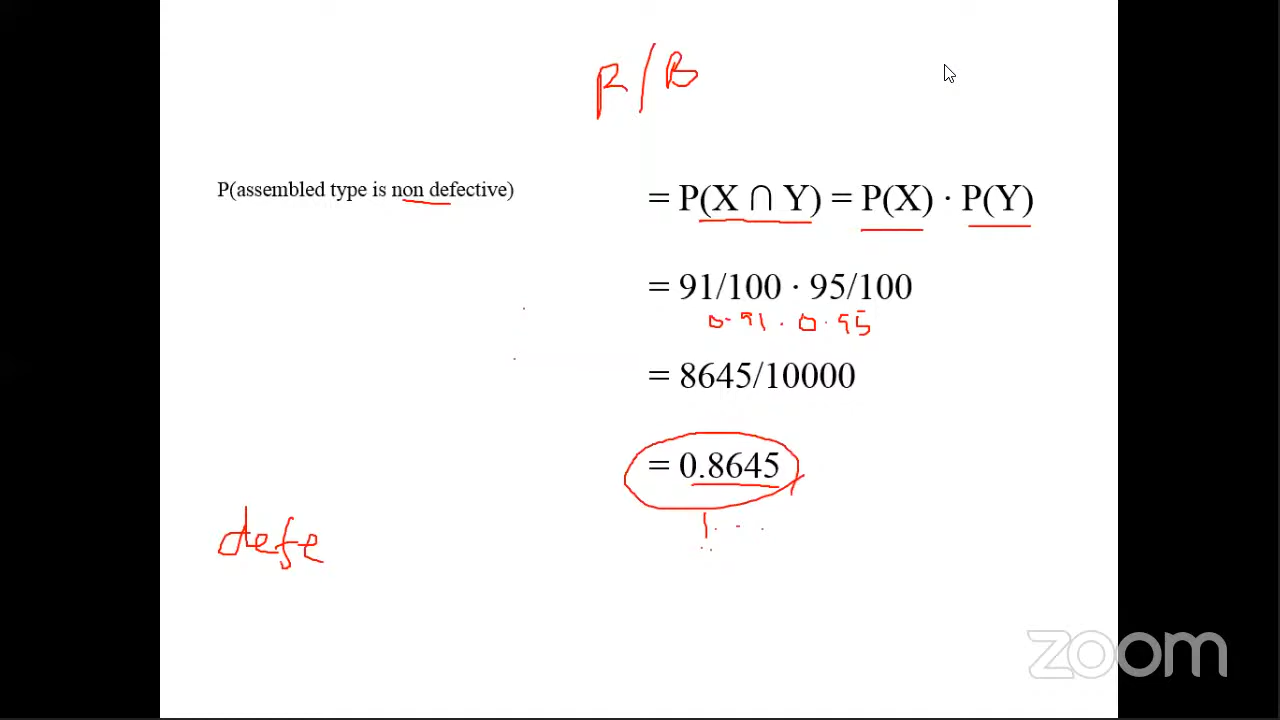 R/B
P(assembled type is non defective)
= P(X ∩ Y) = P(X) · P(Y)
= 91/100 · 95/100
0.91 . 0.95
= 8645/10000
= 0.8645
defe
zoom